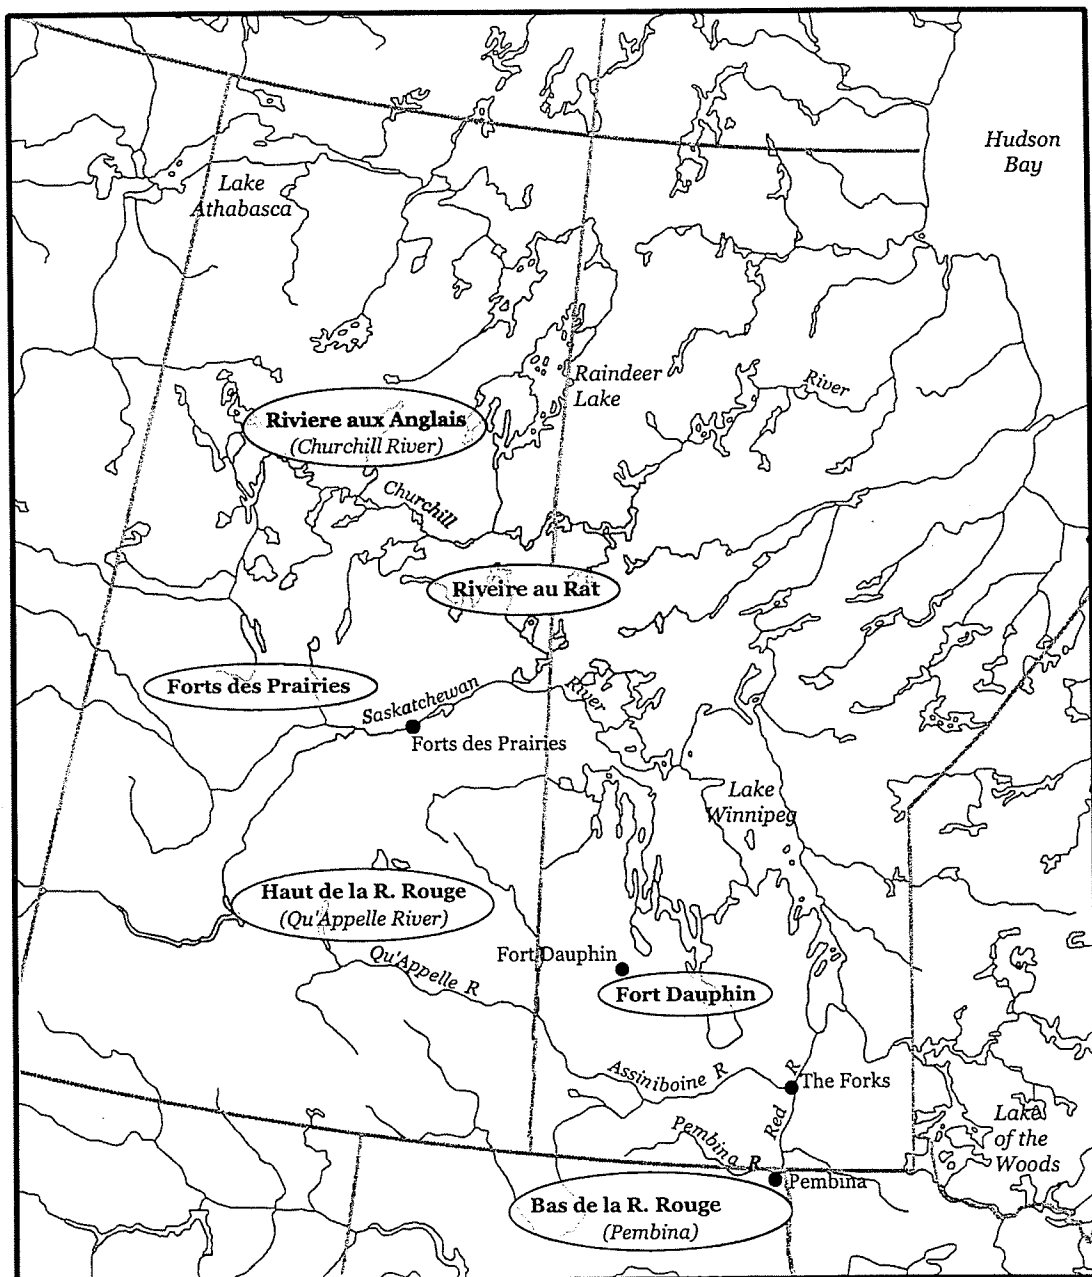 Hudson
Bay
Lake
Athabasca
Raindeer
Lake
River
Riviere aux Anglais
(Churchill River)
Churchill
Riveire au Rat
Forts des Prairies
Saskatchewan
River
Forts des Prairies
Lake
Winnipeg
Haut de la R. Rouge
(Qu'Appelle River)
Qu'Appelle R
Fort Dauphin
Fort Dauphin
Assiniboine R
Red R
The Forks
Pembina R
Lake
of the
Woods
Pembina
Bas de la R. Rouge
(Pembina)